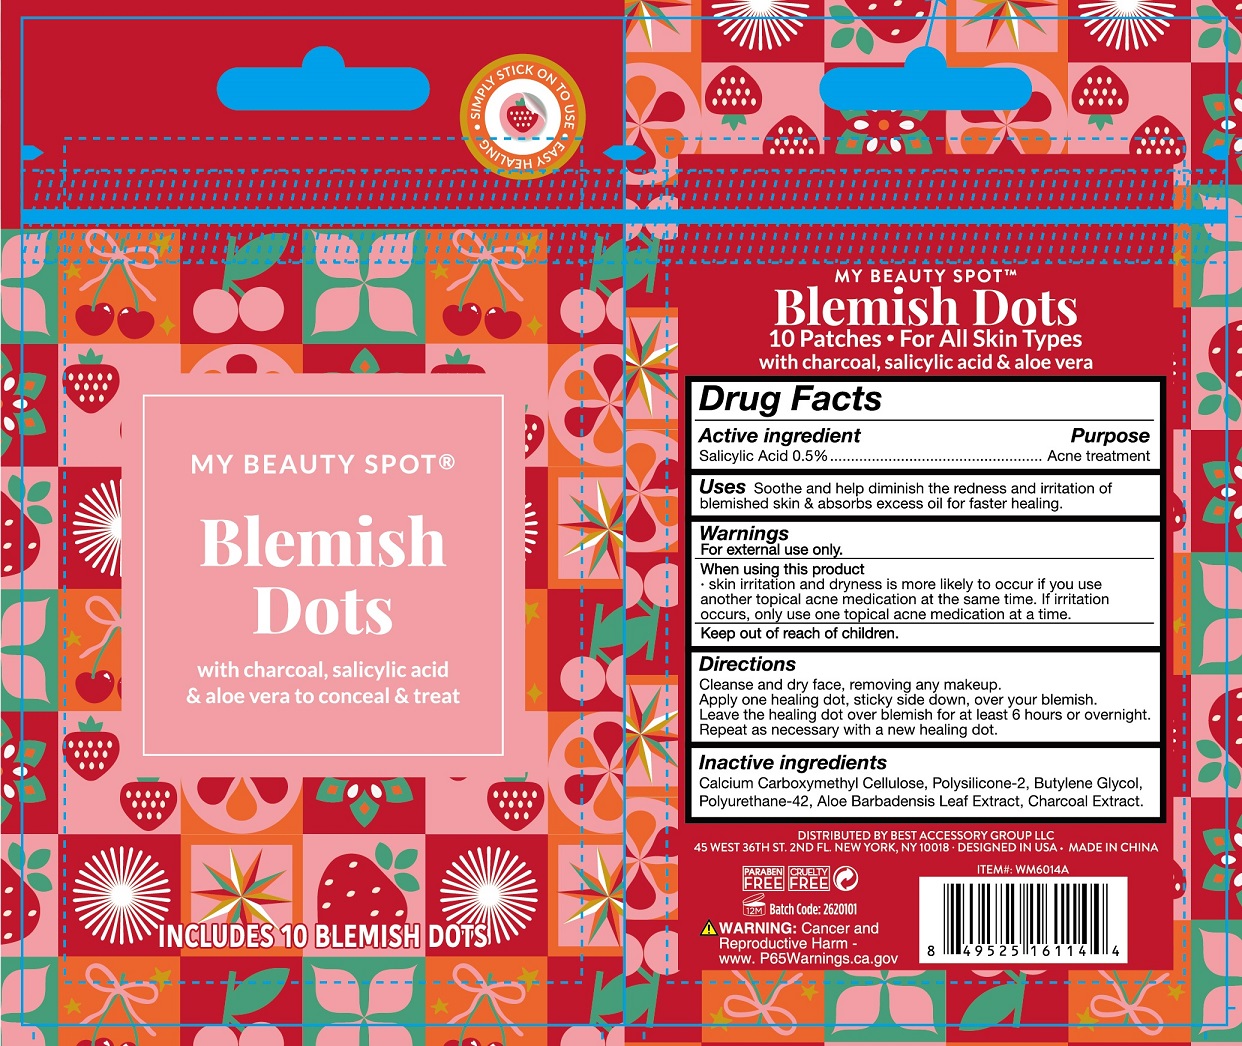 SIMPLY STICK ON TO USE • EASY HEALING •
MY BEAUTY SPOT®
Blemish
Dots
with charcoal, salicylic acid
& aloe vera to conceal & treat
INCLUDES 10 BLEMISH DOTS
MY BEAUTY SPOT™
Blemish Dots
10 Patches • For All Skin Types
with charcoal, salicylic acid & aloe vera
Drug Facts
Active ingredient Purpose
Salicylic Acid 0.5%.................................................. Acne treatment
Uses Soothe and help diminish the redness and irritation of
blemished skin & absorbs excess oil for faster healing.
Warnings
For external use only.
When using this product
· skin irritation and dryness is more likely to occur if you use
another topical acne medication at the same time. If irritation
occurs, only use one topical acne medication at a time.
Keep out of reach of children.
Directions
Cleanse and dry face, removing any makeup.
Apply one healing dot, sticky side down, over your blemish.
Leave the healing dot over blemish for at least 6 hours or overnight.
Repeat as necessary with a new healing dot.
Inactive ingredients
Calcium Carboxymethyl Cellulose, Polysilicone-2, Butylene Glycol,
Polyurethane-42, Aloe Barbadensis Leaf Extract, Charcoal Extract.
DISTRIBUTED BY BEST ACCESSORY GROUP LLC
45 WEST 36TH ST. 2ND FL. NEW YORK, NY 10018 · DESIGNED IN USA · MADE IN CHINA
PARABEN FREE CRUELTY FREE
12M Batch Code: 2620101
WARNING: Cancer and
Reproductive Harm -
www. P65Warnings.ca.gov
ITEM#: WM6014A
8 49525 16114 4